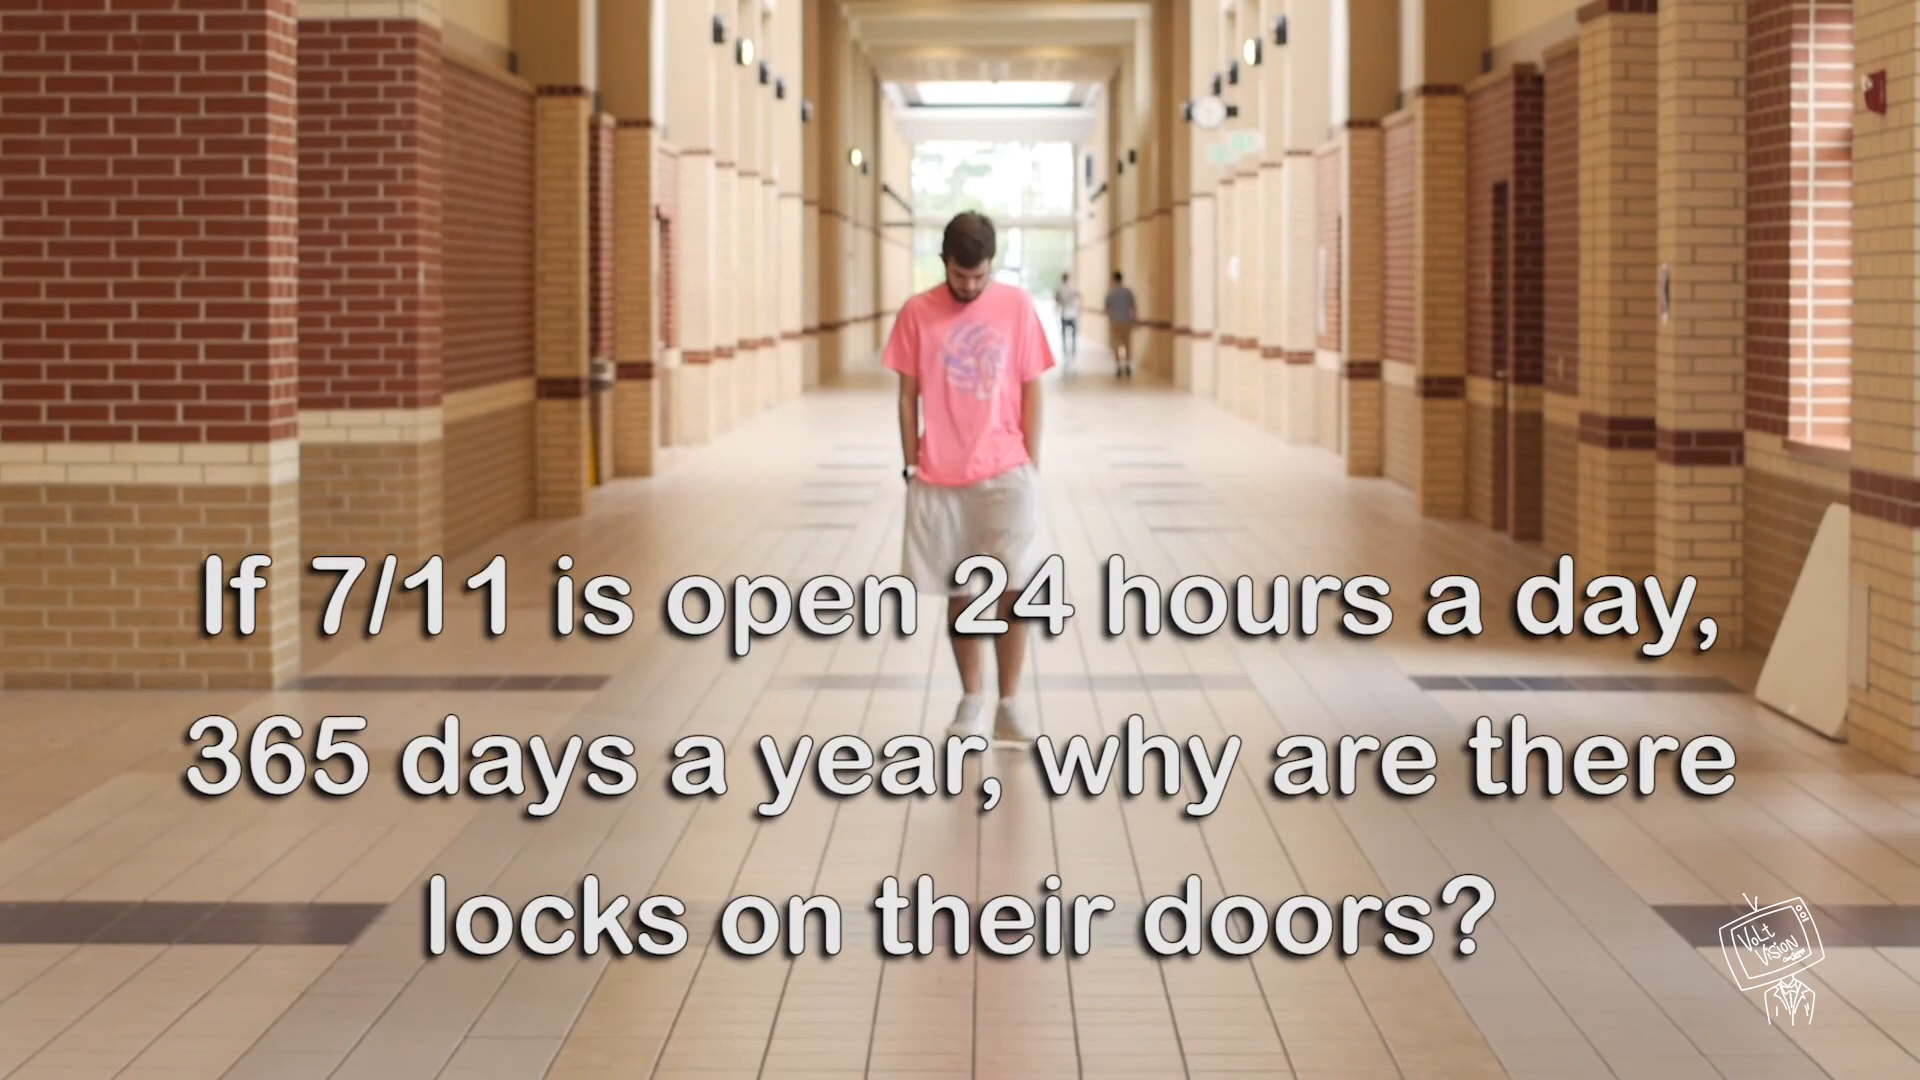 If 7/11 is open 24 hours a day,
365 days a year, why are there
locks on their doors?
Volt
Vision